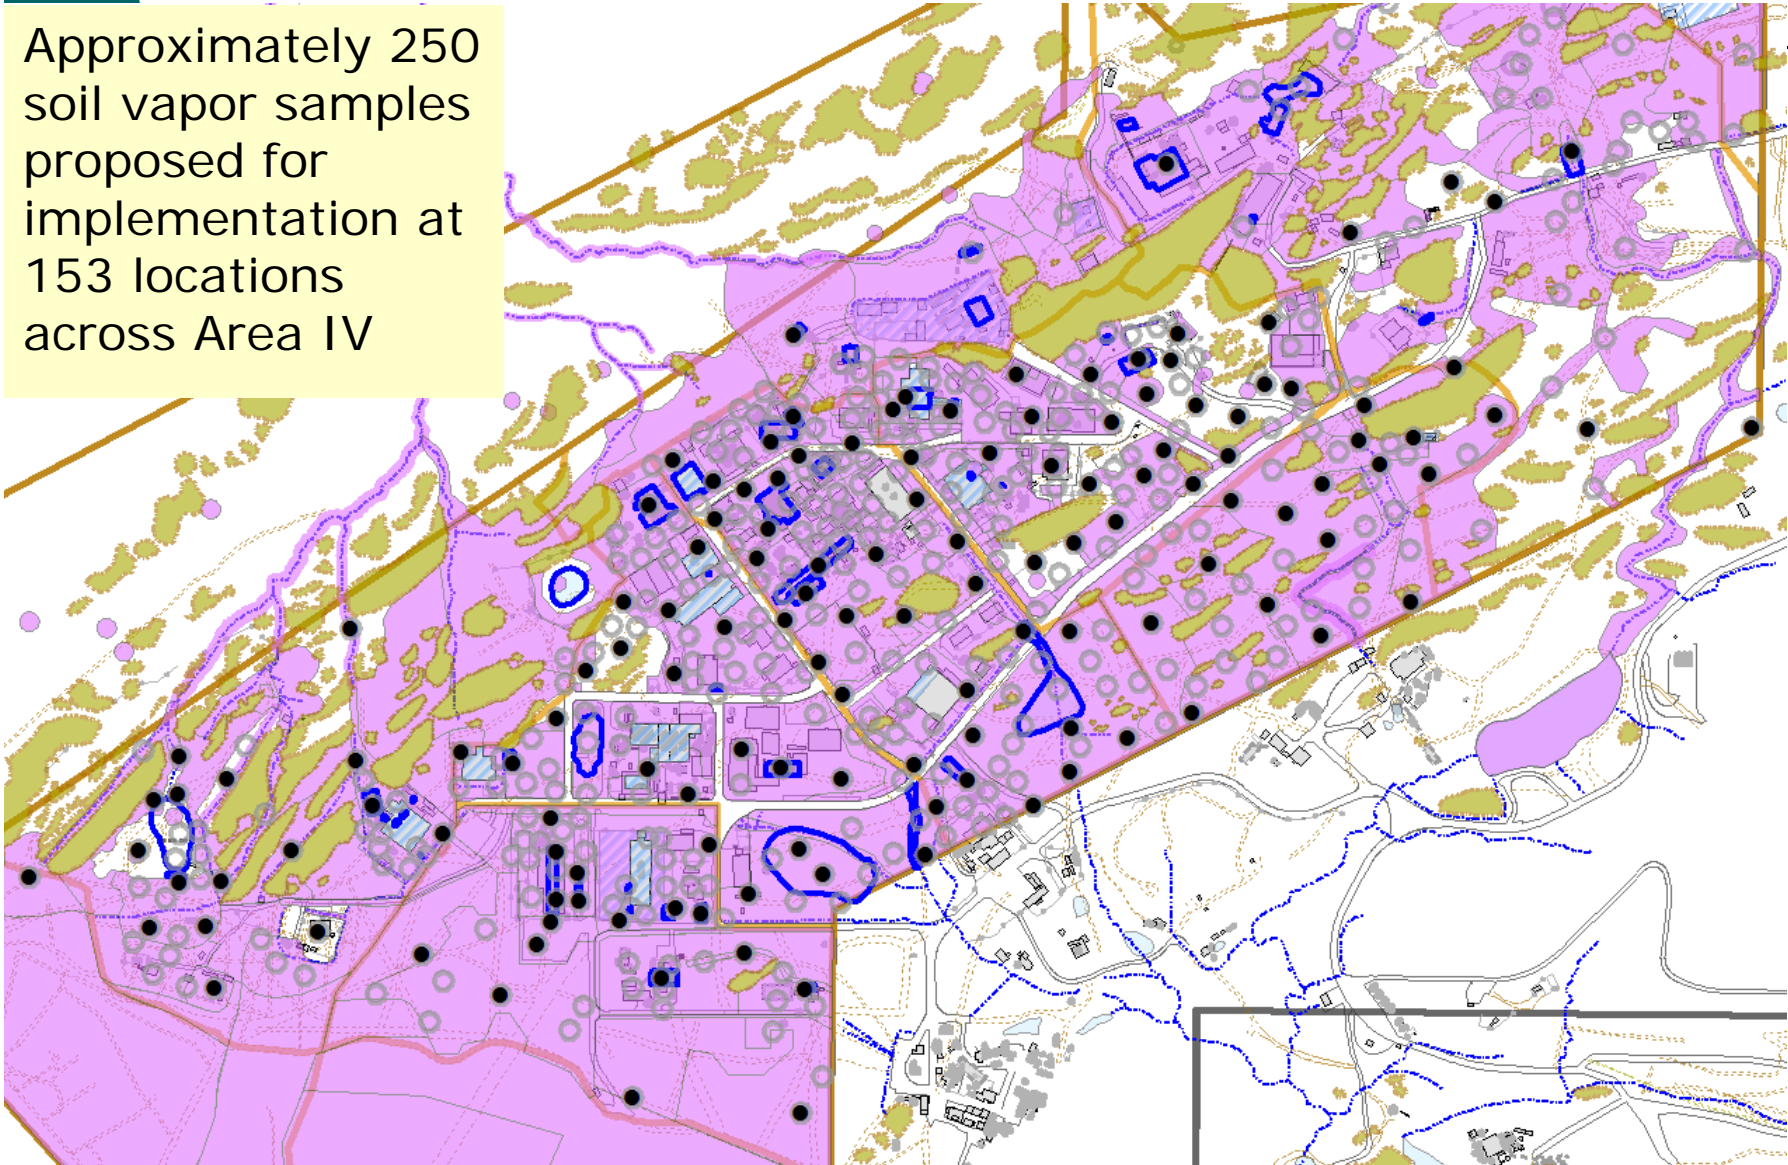 Approximately 250
soil vapor samples
proposed for
implementation at
153 locations
across Area IV